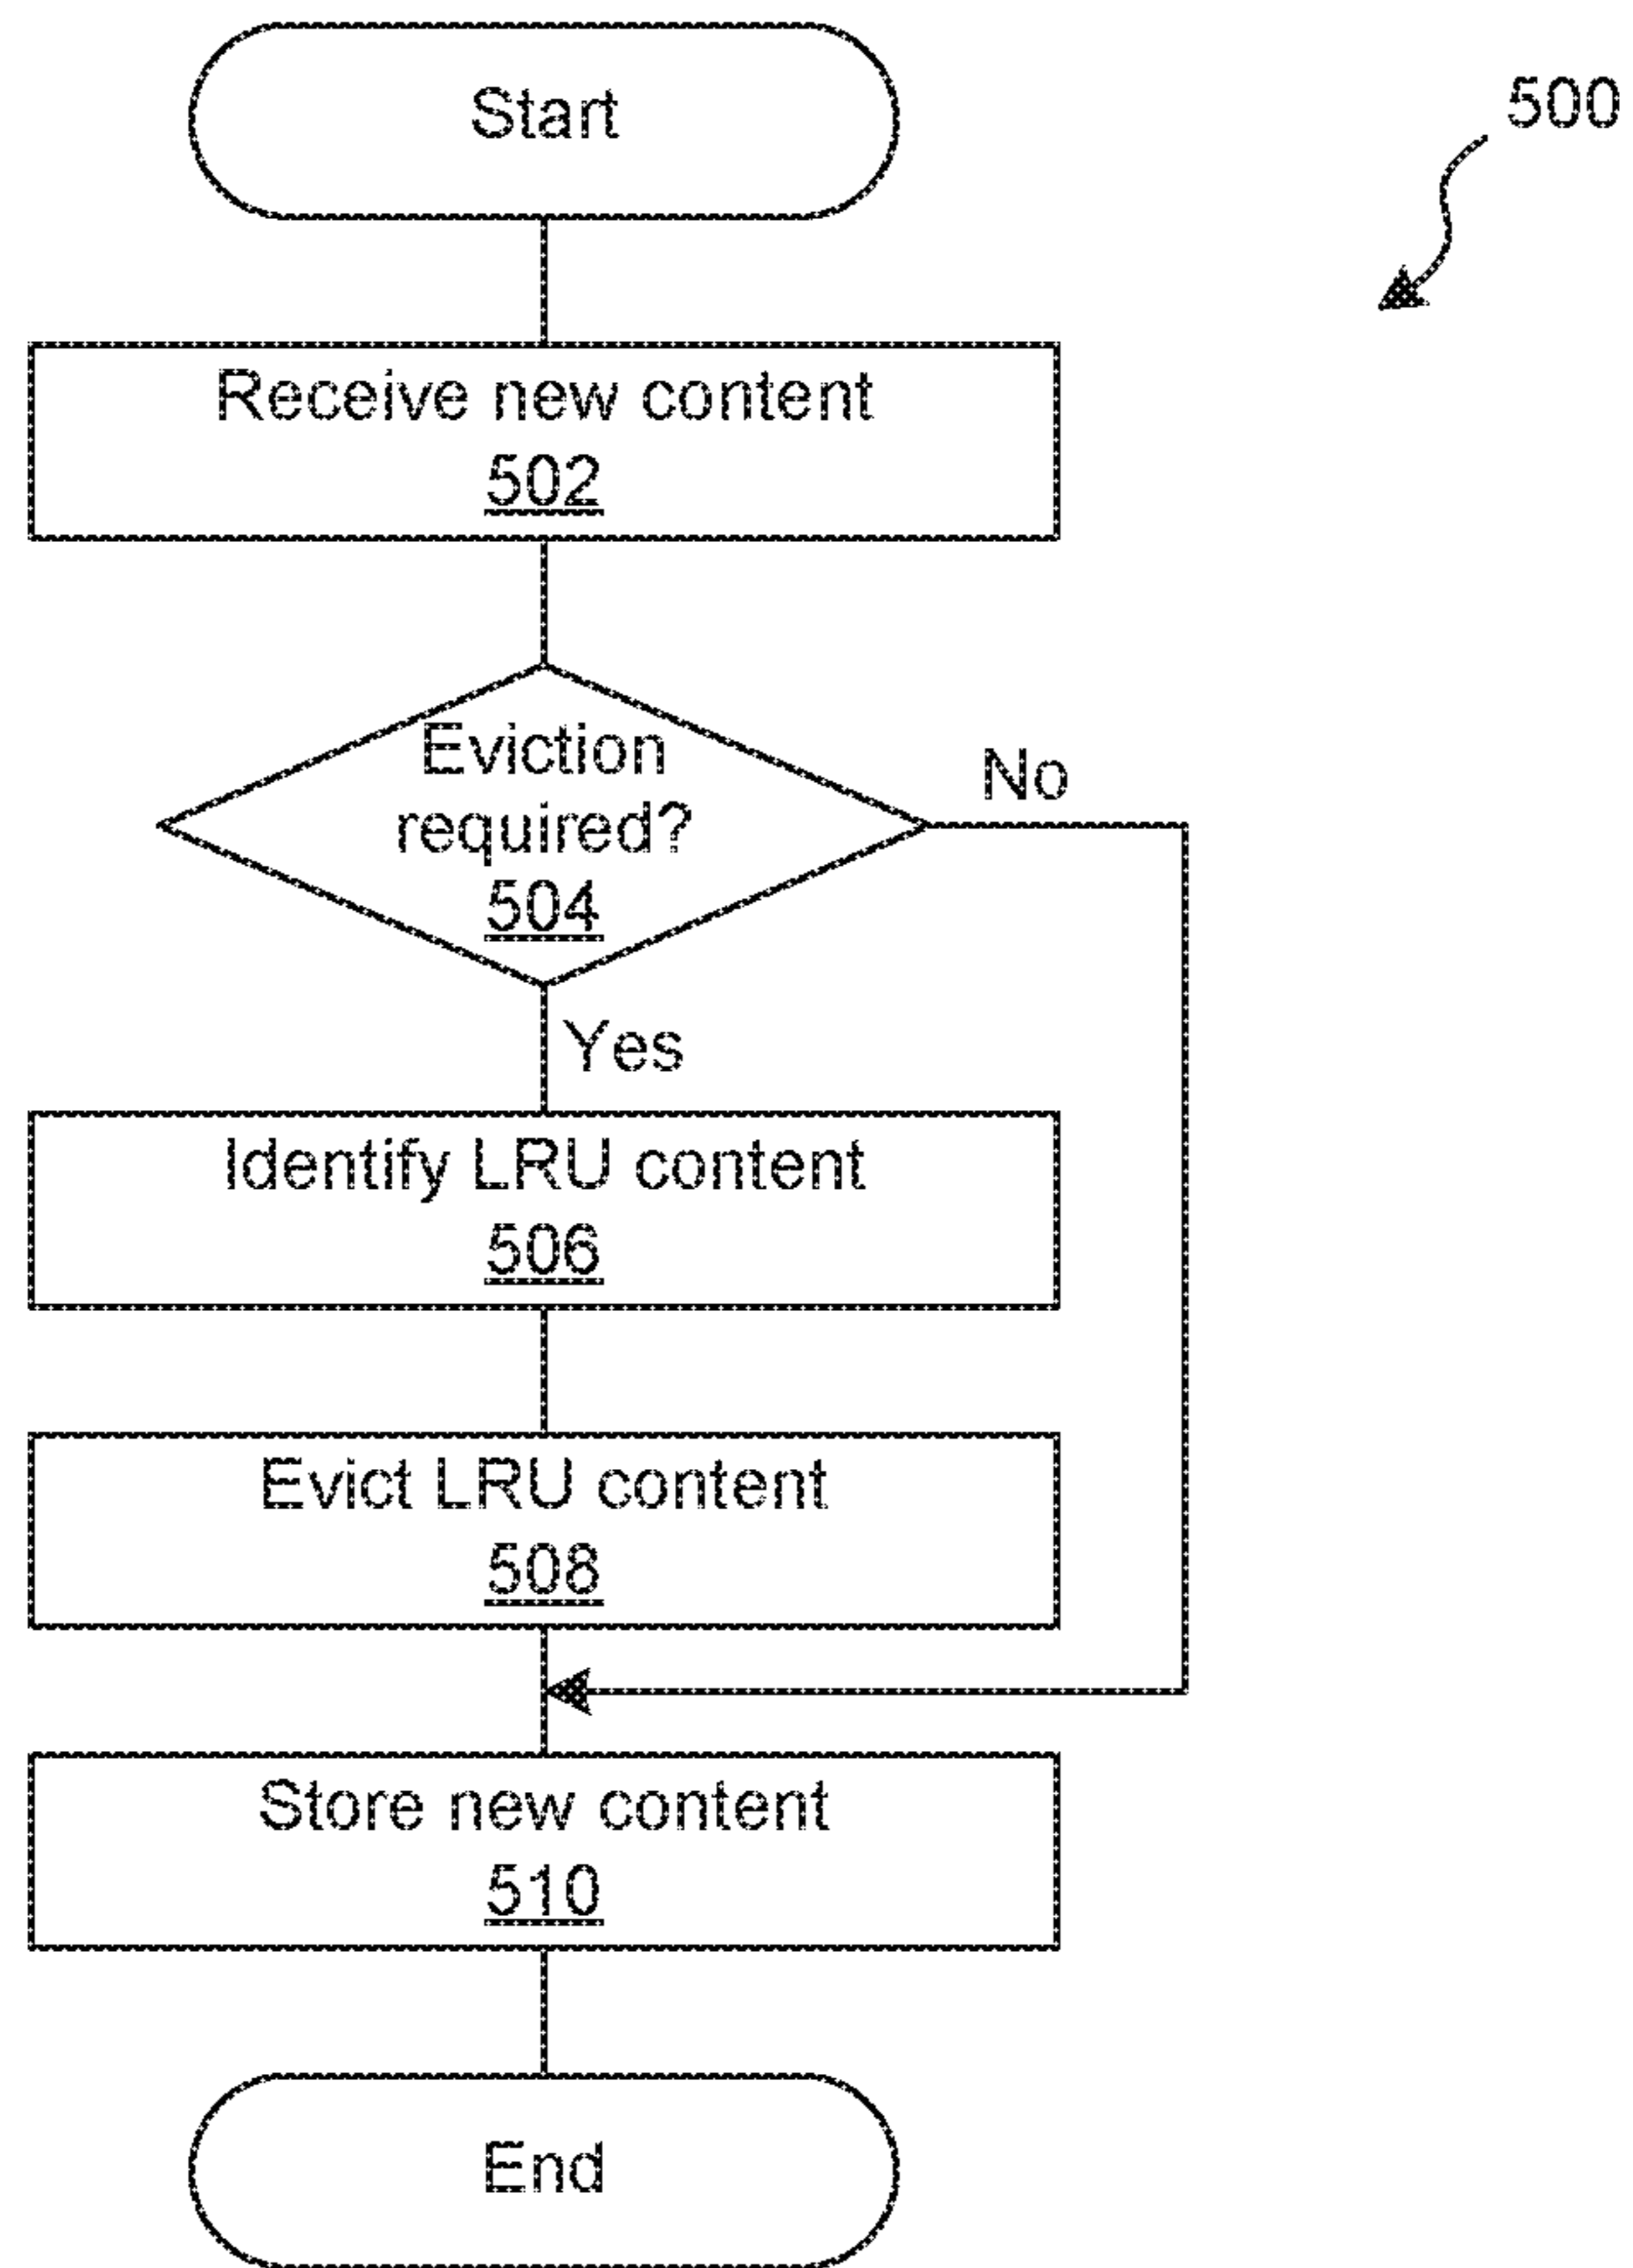 Start
500
Receive new content
502
Eviction
required?
504
No
Yes
Identify LRU content
506
Evict LRU content
508
Store new content
510
End